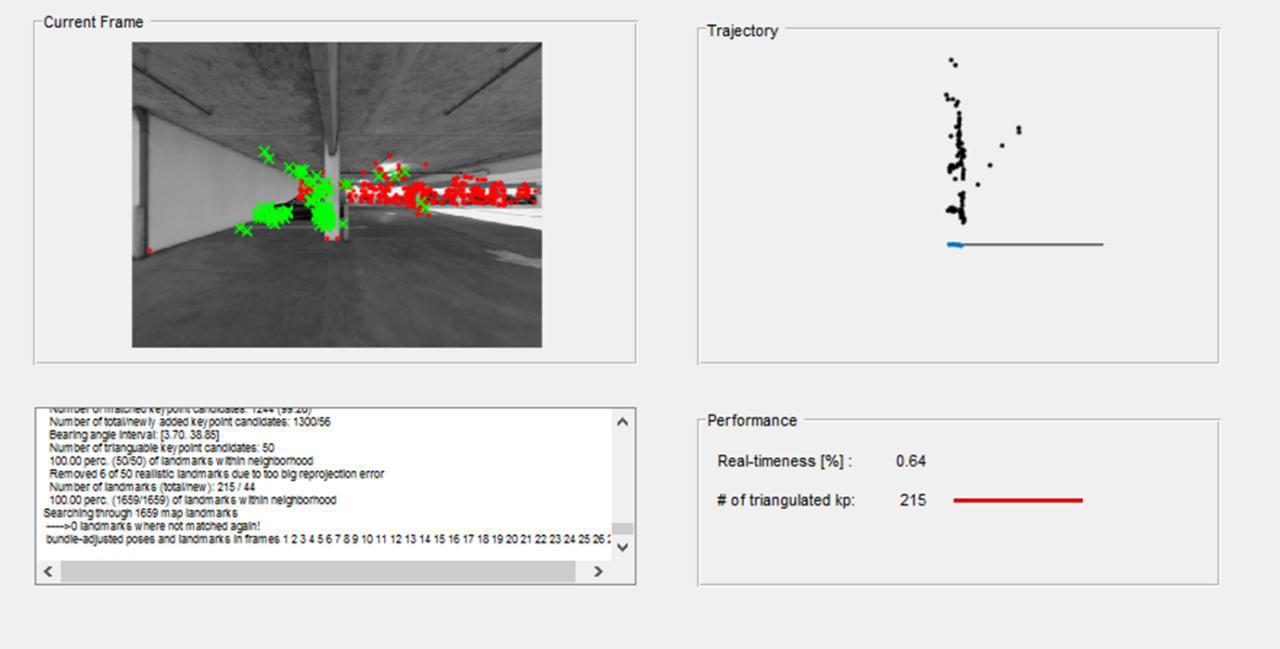 Current Frame
Trajectory
Number of matched keypoint candidates: 1244 (99.20)
Number of total/newly added keypoint candidates: 1300/56
Bearing angle interval: [3.70. 38.85]
Number of trianguable keypoint candidates: 50
100.00 perc. (50/50) of landmarks within neighborhood
Removed 6 of 50 realistic landmarks due to too big reprojection error
Number of landmarks (total/new): 215 / 44
100.00 perc. (1659/1659) of landmarks within neighborhood
Searching through 1659 map landmarks
---->0 landmarks where not matched again!
bundle-adjusted poses and landmarks in frames 1 2 3 4 5 6 7 8 9 10 11 12 13 14 15 16 17 18 19 20 21 22 23 24 25 26
Performance
Real-timeness [%] : 0.64
# of triangulated kp: 215